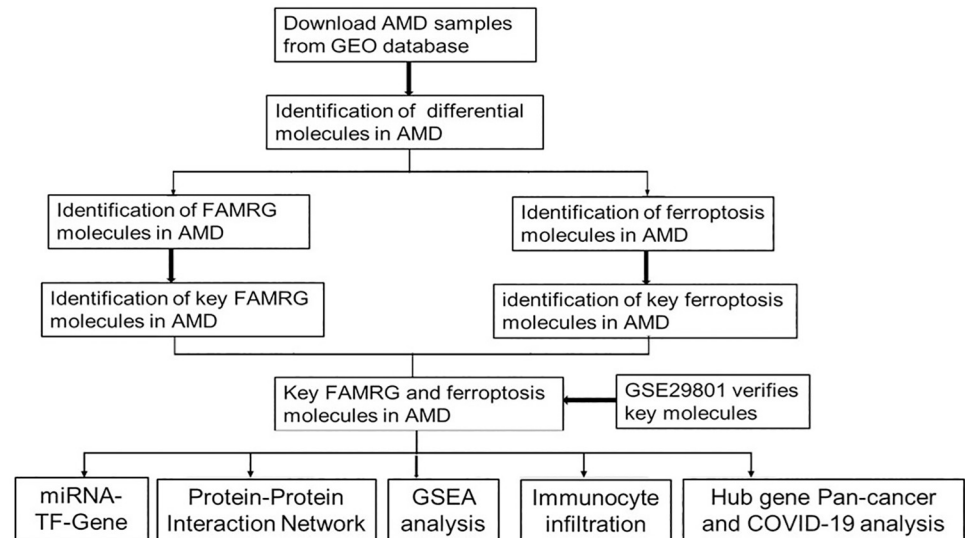 Download AMD samples
from GEO database
Identification of differential
molecules in AMD
Identification of FAMRG
molecules in AMD
Identification of ferroptosis
molecules in AMD
Identification of key FAMRG
molecules in AMD
identification of key ferroptosis
molecules in AMD
Key FAMRG and ferroptosis
molecules in AMD
GSE29801 verifies
key molecules
miRNA-
TF-Gene
Protein-Protein
Interaction Network
GSEA
analysis
Immunocyte
infiltration
Hub gene Pan-cancer
and COVID-19 analysis